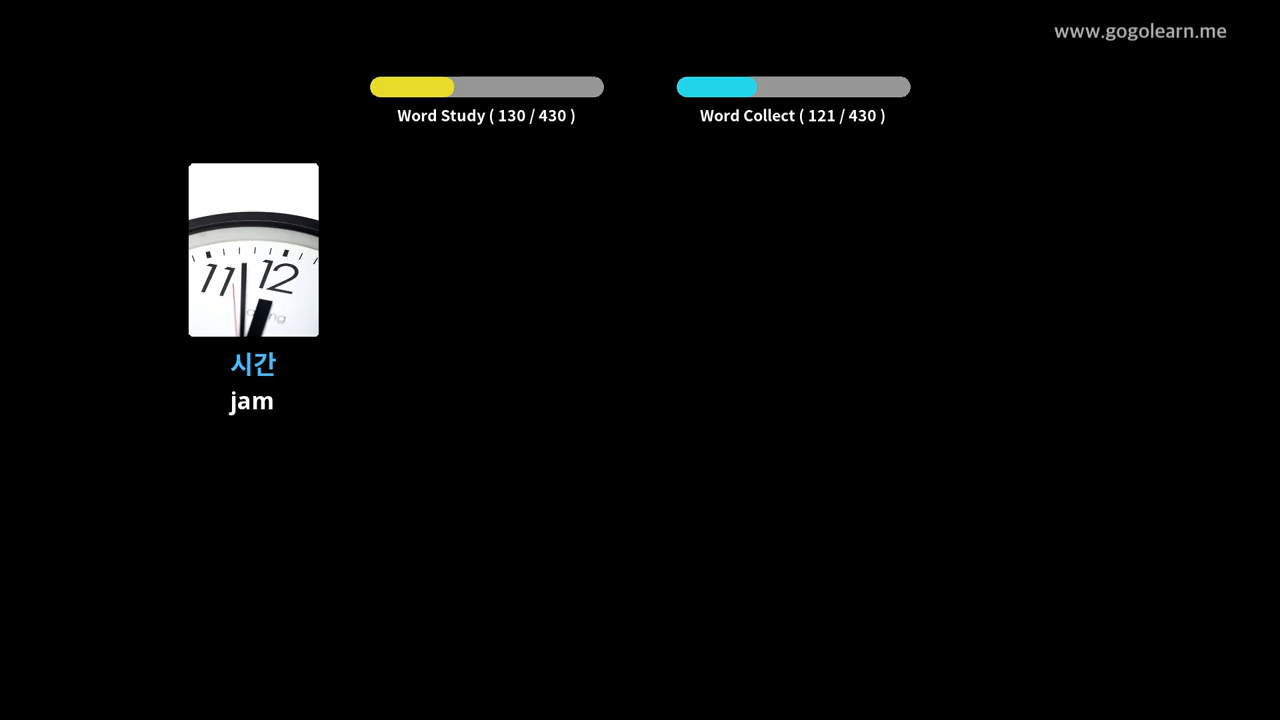 www.gogolearn.me
Word Study ( 130 / 430 )
Word Collect ( 121 / 430 )
11 12
시간
jam